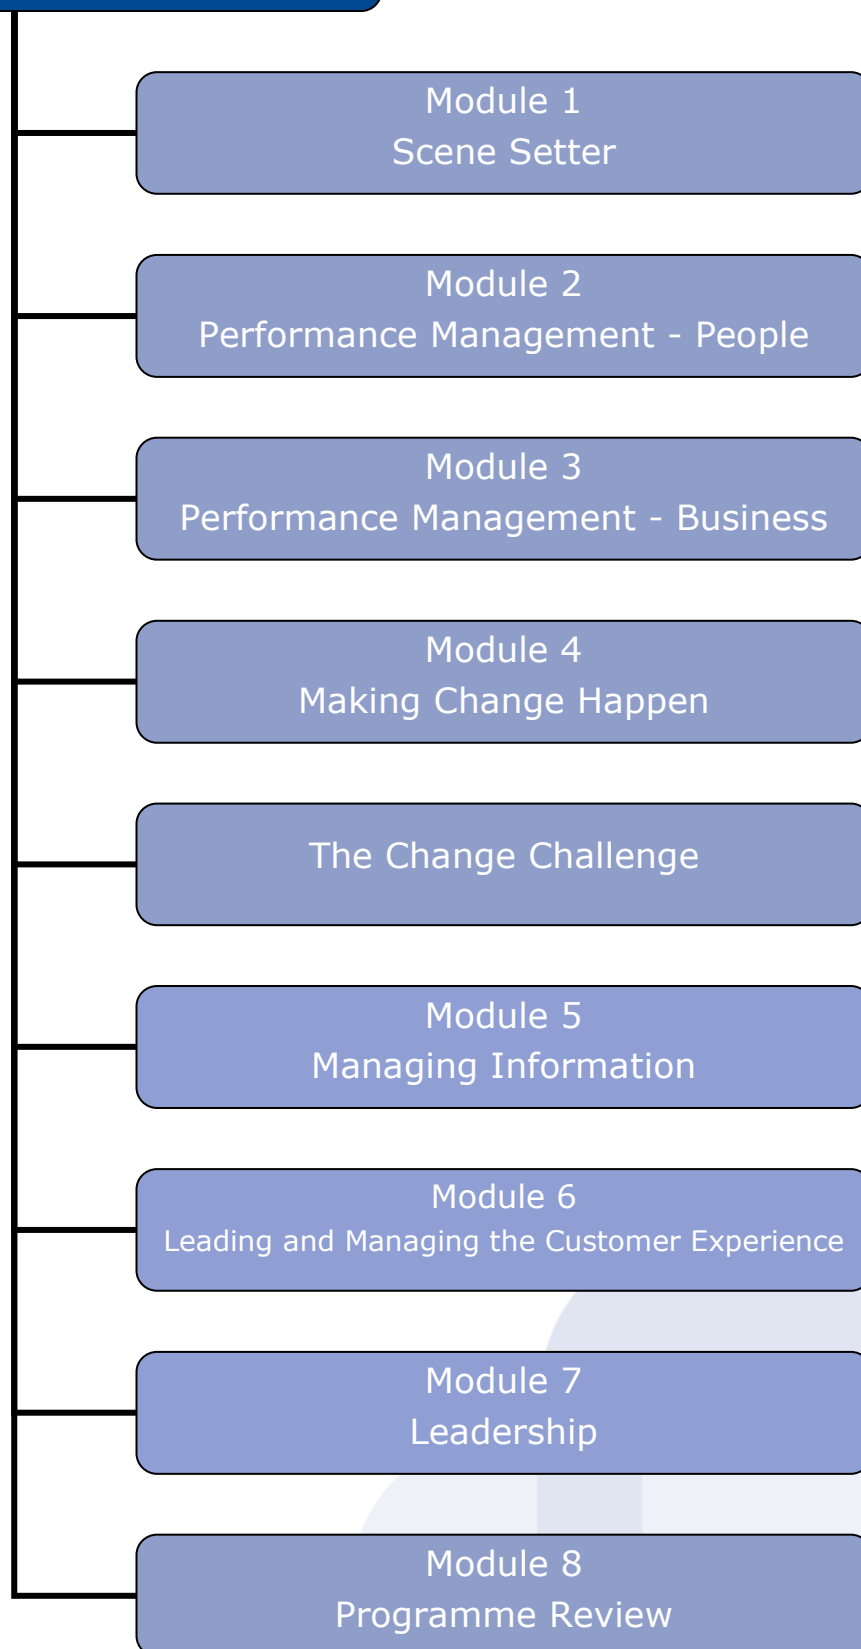 Module 1
Scene Setter
Module 2
Performance Management - People
Module 3
Performance Management - Business
Module 4
Making Change Happen
The Change Challenge
Module 5
Managing Information
Module 6
Leading and Managing the Customer Experience
Module 7
Leadership
Module 8
Programme Review